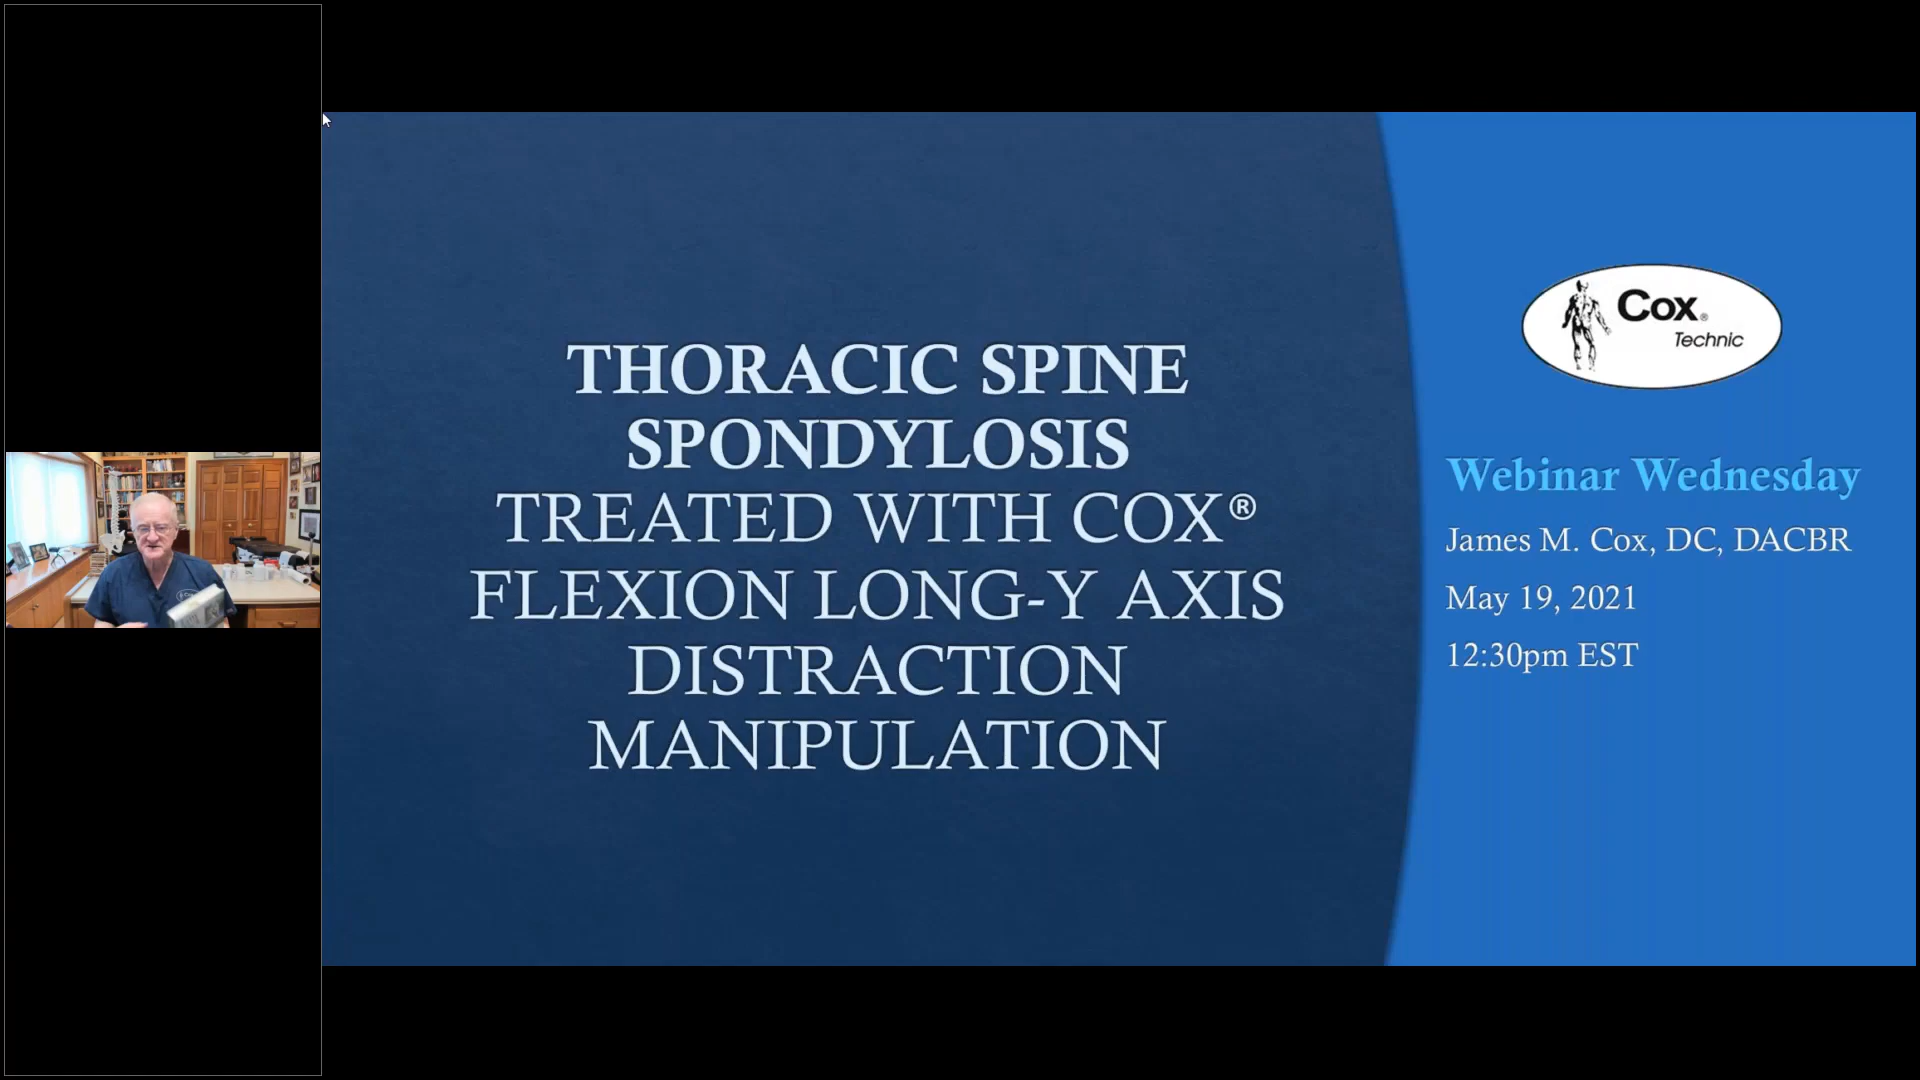 THORACIC SPINE
SPONDYLOSIS
TREATED WITH COX®
FLEXION LONG-Y AXIS
DISTRACTION
MANIPULATION
Cox®
Technic
Webinar Wednesday
James M. Cox, DC, DACBR
May 19, 2021
12:30pm EST